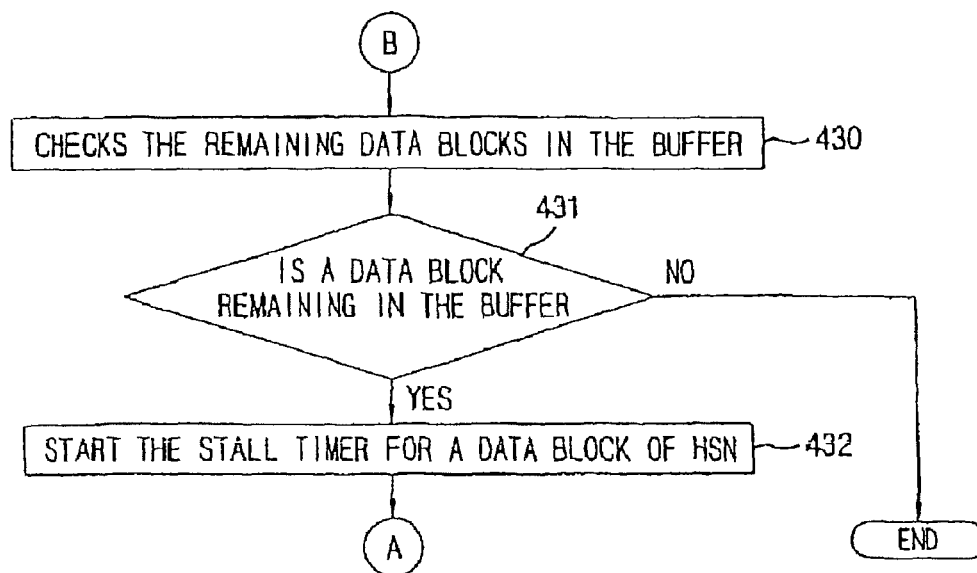 B
CHECKS THE REMAINING DATA BLOCKS IN THE BUFFER
430
431
IS A DATA BLOCK
REMAINING IN THE BUFFER
NO
YES
START THE STALL TIMER FOR A DATA BLOCK OF HSN
432
A
END